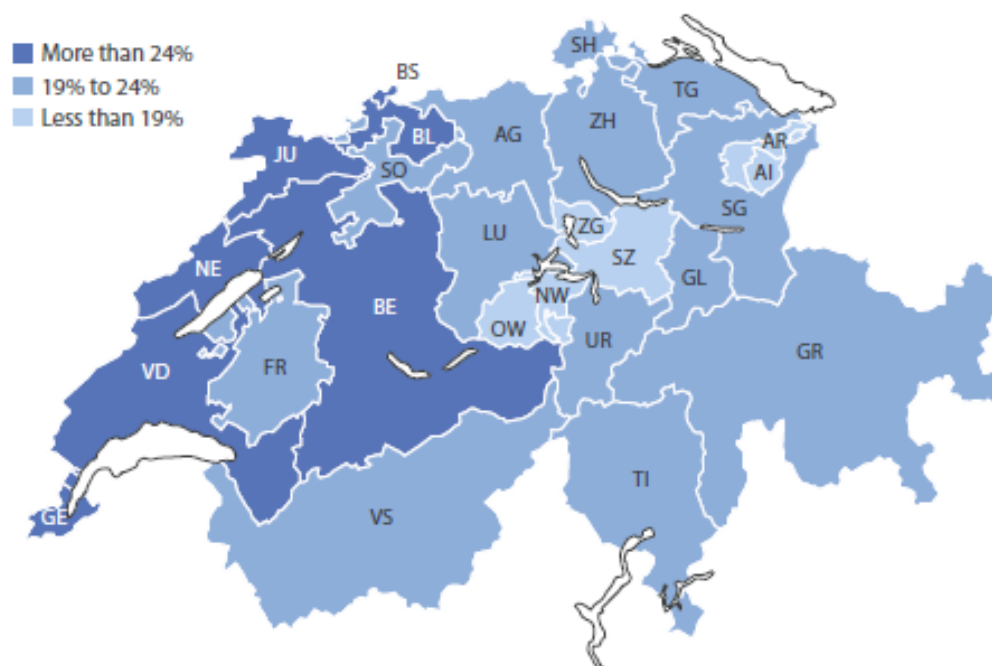 More than 24%
19% to 24%
Less than 19%
SH
BS
TG
ZH
BL
AG
AR
JU
SO
AI
SG
ZG
LU
SZ
NE
GL
NW
BE
OW
UR
GR
VD
FR
TI
VS
GE